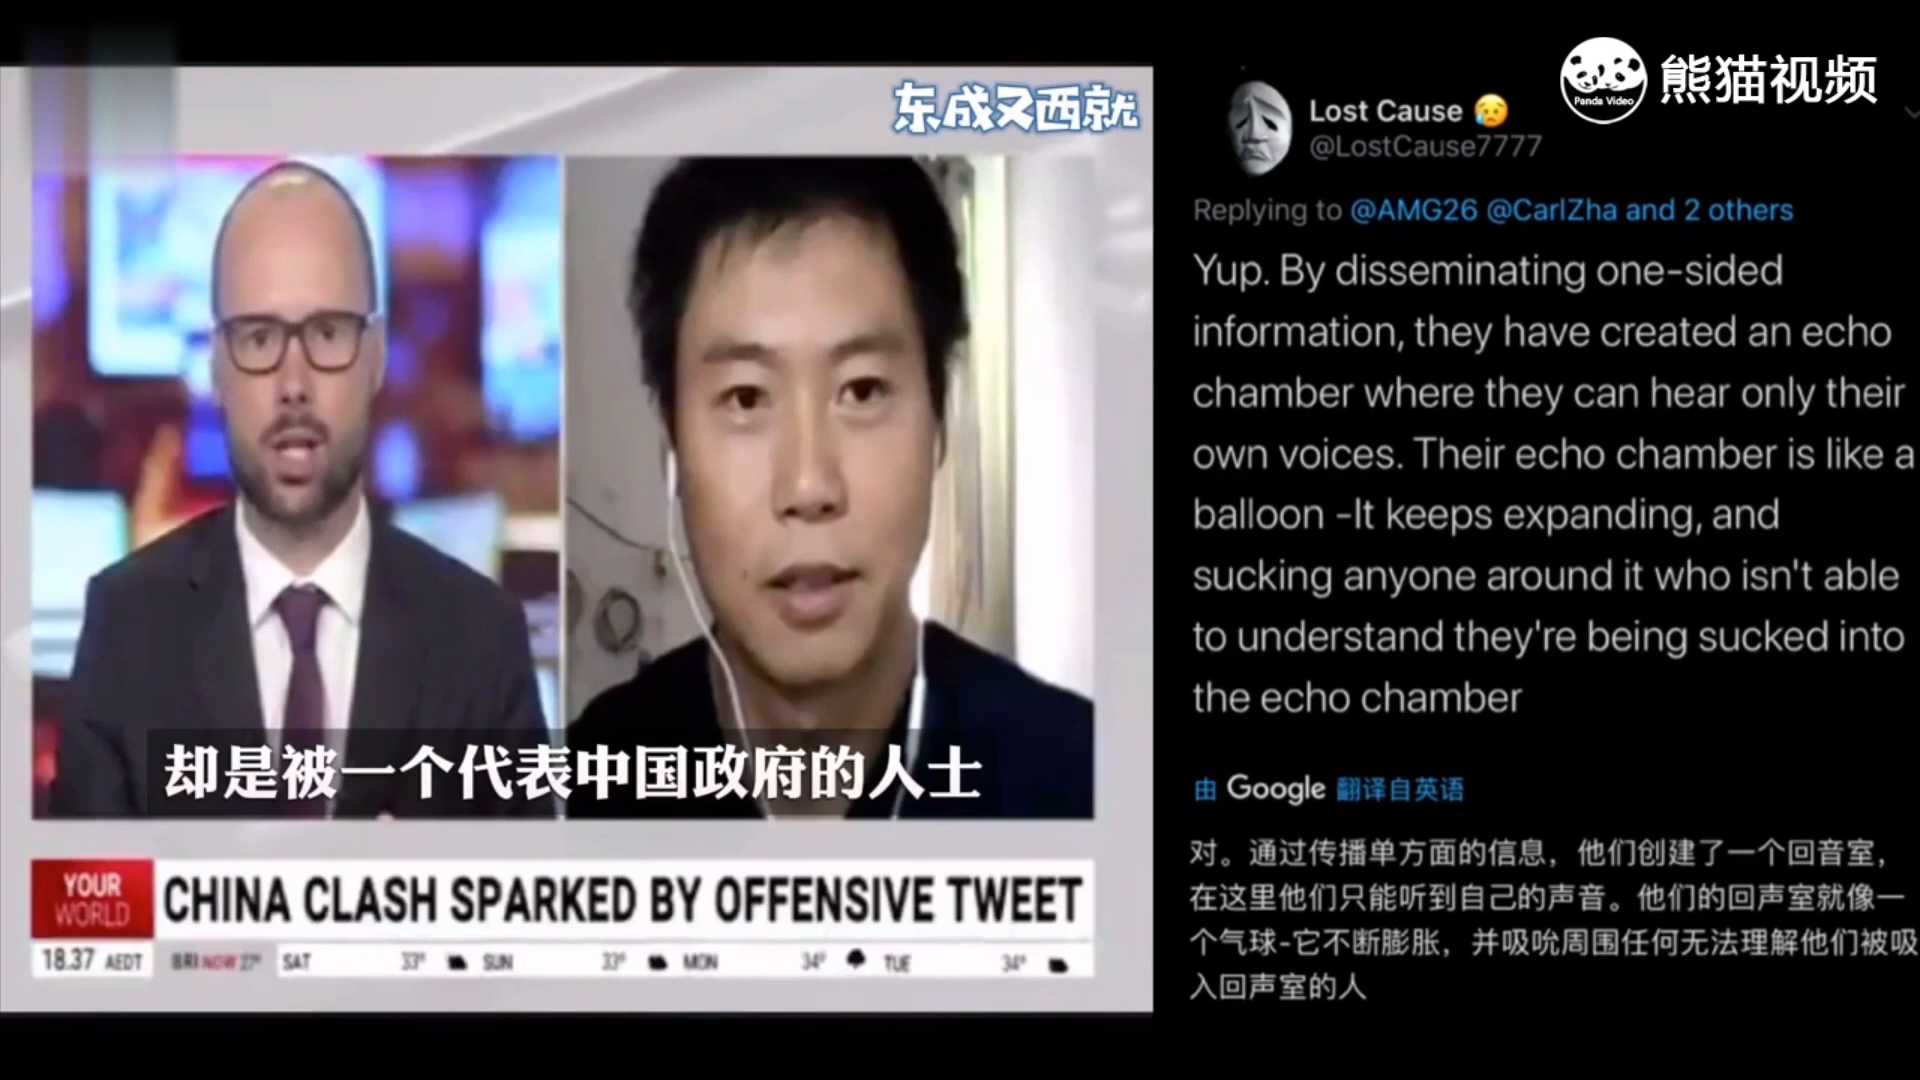 东成又西就
却是被一个代表中国政府的人士
YOUR
WORLD
CHINA CLASH SPARKED BY OFFENSIVE TWEET
18.37 AEDT
BRI NOW 27° SAT 33° SUN 33° MON 34° TUE 34°
Panda Video
熊猫视频
Lost Cause 😥
@LostCause7777
Replying to @AMG26 @CarlZha and 2 others
Yup. By disseminating one-sided
information, they have created an echo
chamber where they can hear only their
own voices. Their echo chamber is like a
balloon -It keeps expanding, and
sucking anyone around it who isn't able
to understand they're being sucked into
the echo chamber
由 Google 翻译自英语
对。通过传播单方面的信息，他们创建了一个回音室，
在这里他们只能听到自己的声音。他们的回声室就像一
个气球-它不断膨胀，并吸吮周围任何无法理解他们被吸
入回声室的人